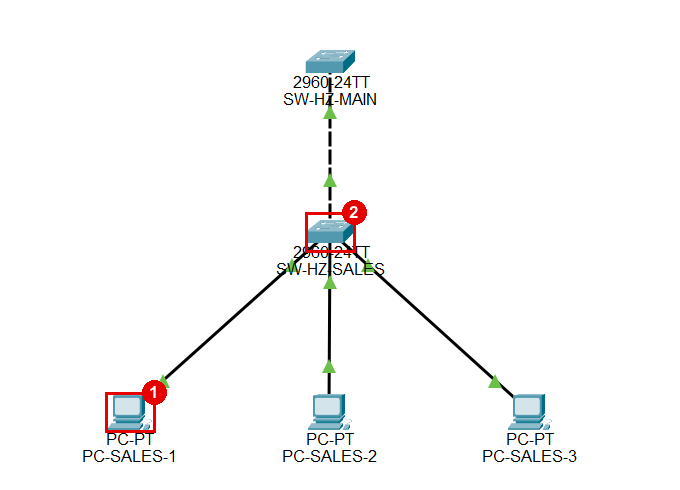 2960-24TT
SW-HZ-MAIN
2
2960-24TT
SW-HZ-SALES
1
PC-PT
PC-SALES-1
PC-PT
PC-SALES-2
PC-PT
PC-SALES-3